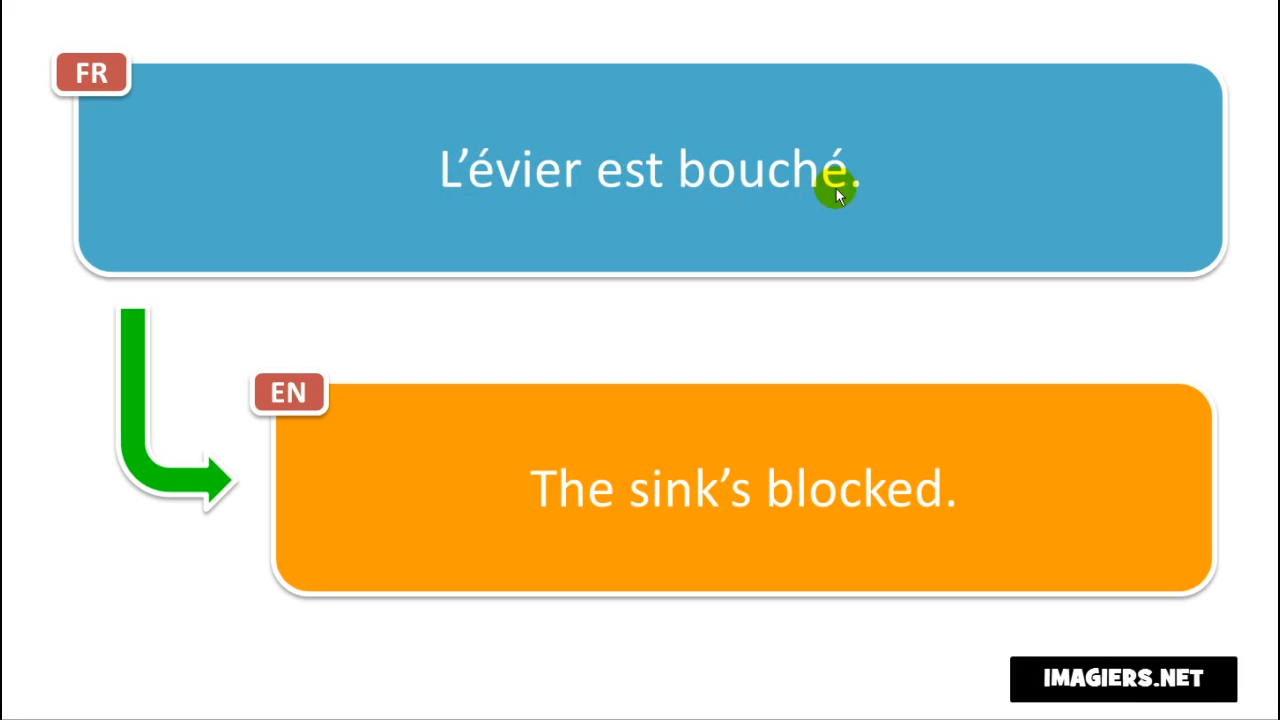 FR
L’évier est bouché.
EN
The sink’s blocked.
IMAGIERS.NET